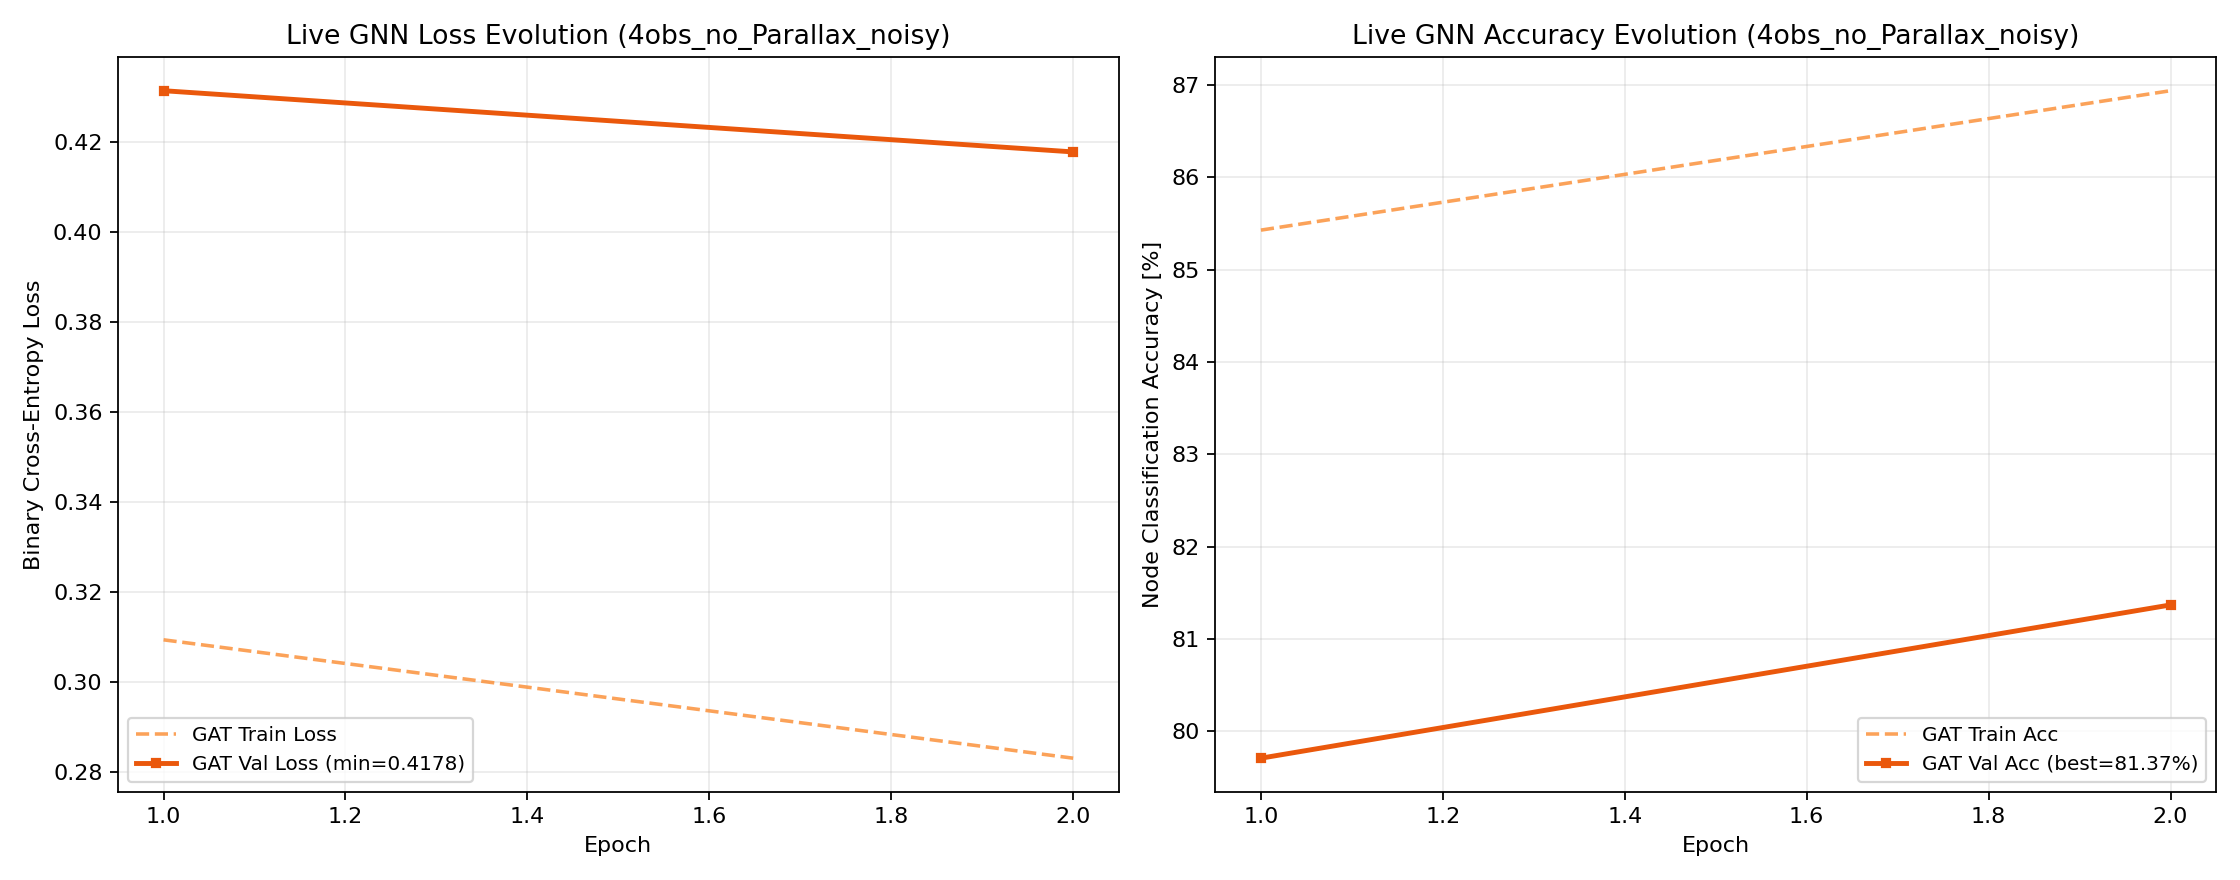 Live GNN Loss Evolution (4obs_no_Parallax_noisy)
Binary Cross-Entropy Loss
0.42
0.40
0.38
0.36
0.34
0.32
0.30
0.28
GAT Train Loss
GAT Val Loss (min=0.4178)
1.0 1.2 1.4 1.6 1.8 2.0
Epoch
Live GNN Accuracy Evolution (4obs_no_Parallax_noisy)
Node Classification Accuracy [%]
87
86
85
84
83
82
81
80
GAT Train Acc
GAT Val Acc (best=81.37%)
1.0 1.2 1.4 1.6 1.8 2.0
Epoch